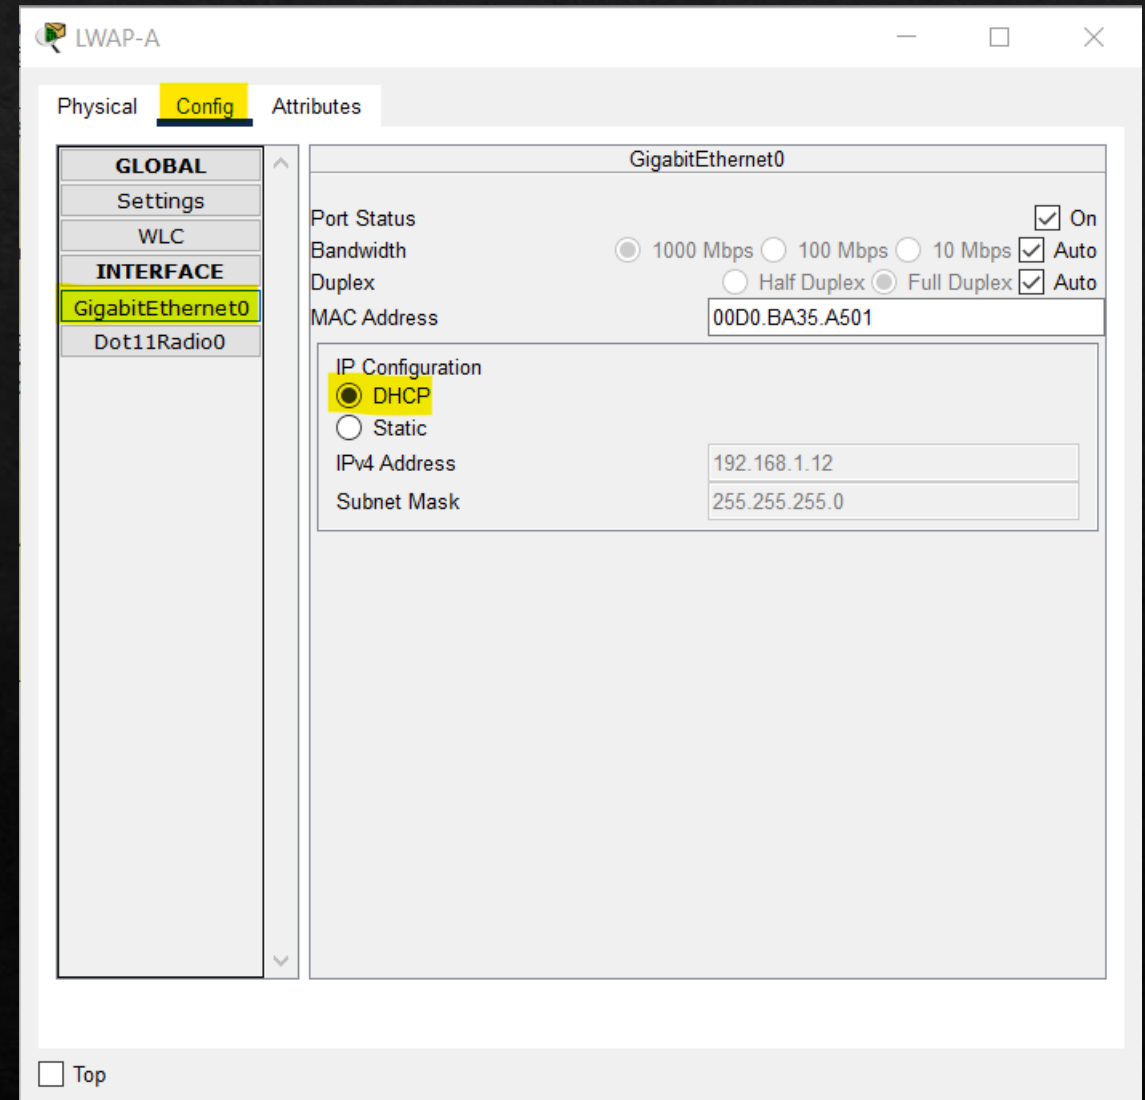 LWAP-A
Physical Config Attributes
GLOBAL
Settings
WLC
INTERFACE
GigabitEthernet0
Dot11Radio0
GigabitEthernet0
Port Status On
Bandwidth 1000 Mbps 100 Mbps 10 Mbps Auto
Duplex Half Duplex Full Duplex Auto
MAC Address 00D0.BA35.A501
IP Configuration
DHCP
Static
IPv4 Address 192.168.1.12
Subnet Mask 255.255.255.0
Top